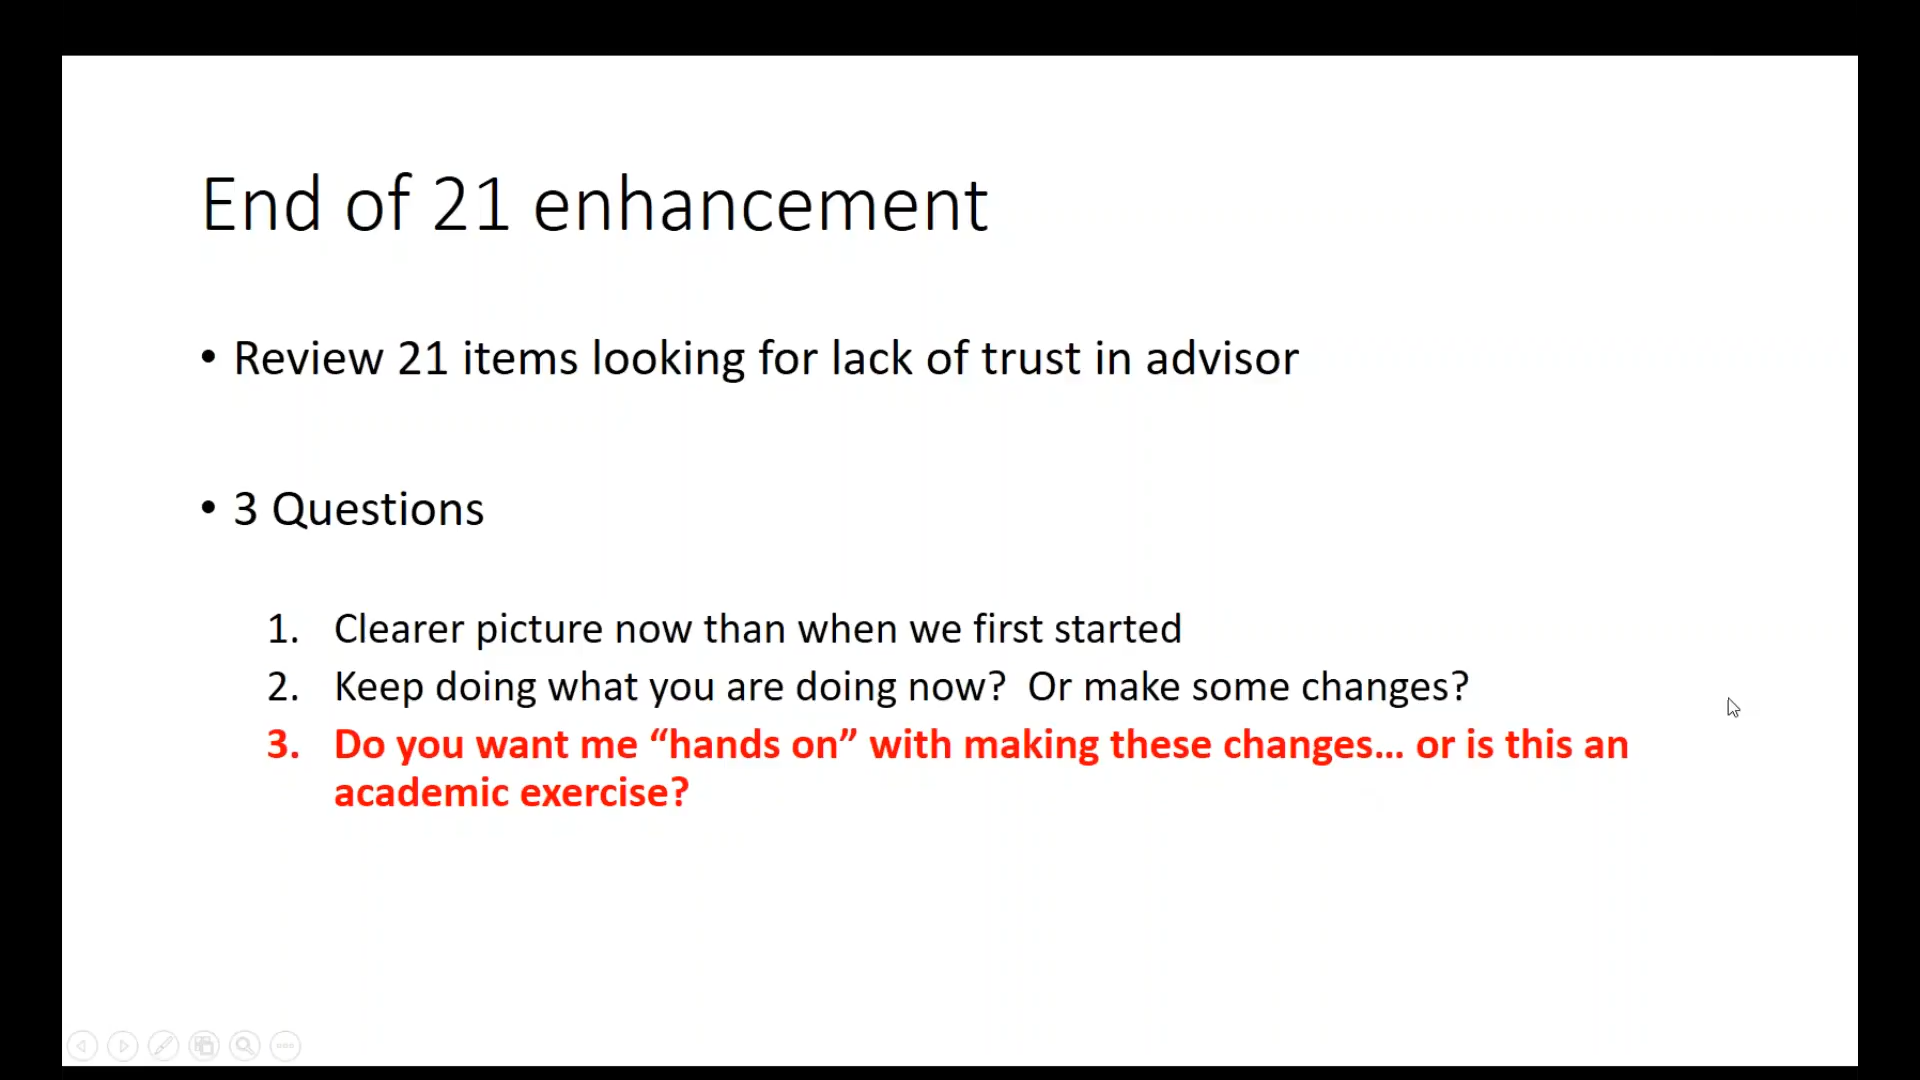 End of 21 enhancement
• Review 21 items looking for lack of trust in advisor
• 3 Questions
1. Clearer picture now than when we first started
2. Keep doing what you are doing now? Or make some changes?
3. Do you want me “hands on” with making these changes... or is this an
academic exercise?